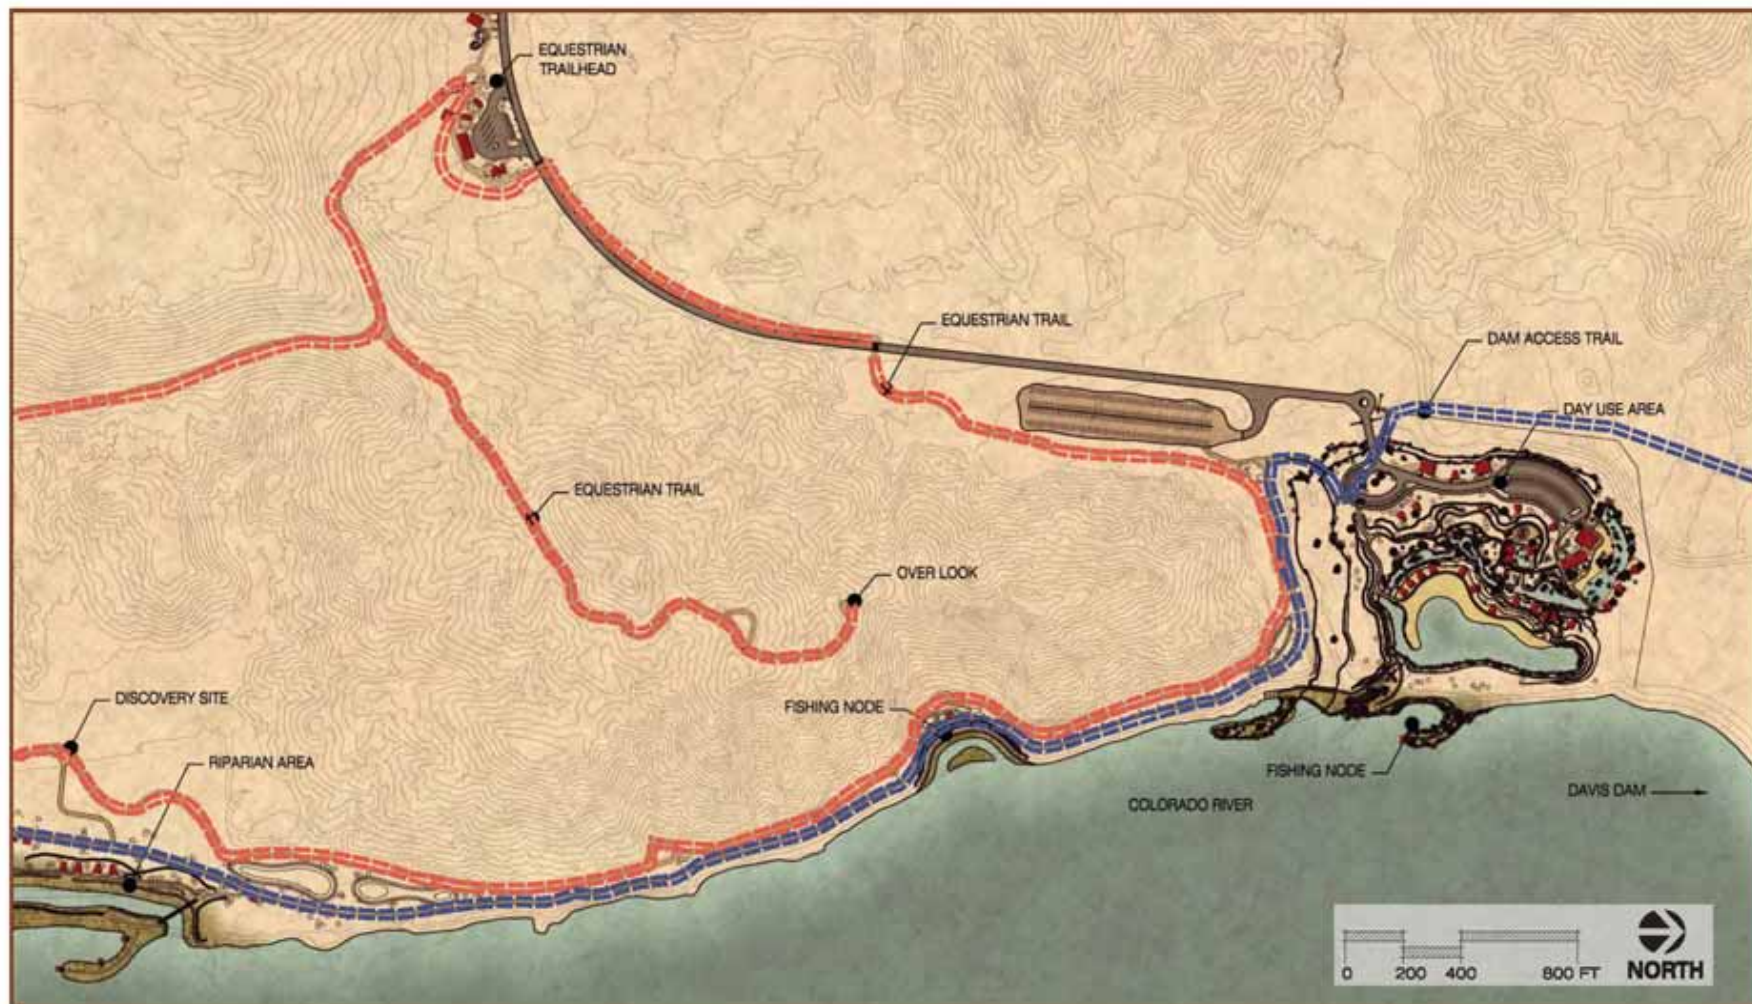 EQUESTRIAN
TRAILHEAD
EQUESTRIAN TRAIL
DAM ACCESS TRAIL
DAY USE AREA
EQUESTRIAN TRAIL
OVER LOOK
DISCOVERY SITE
FISHING NODE
RIPARIAN AREA
FISHING NODE
DAVIS DAM
COLORADO RIVER
0 200 400 800 FT
NORTH